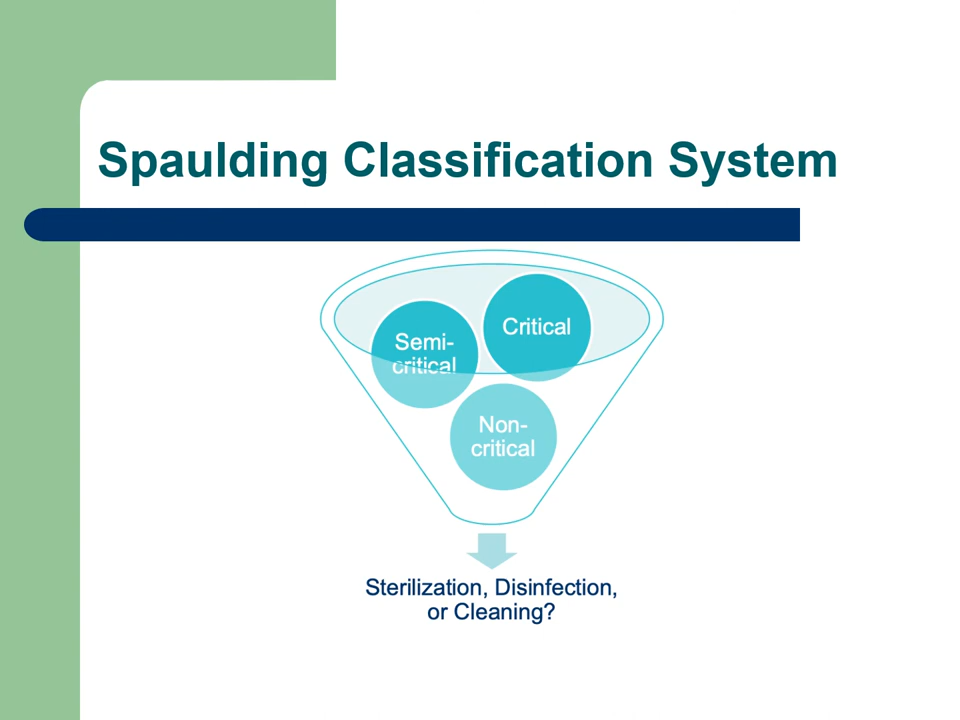 Spaulding Classification System
Critical
Semi-
critical
Non-
critical
Sterilization, Disinfection,
or Cleaning?